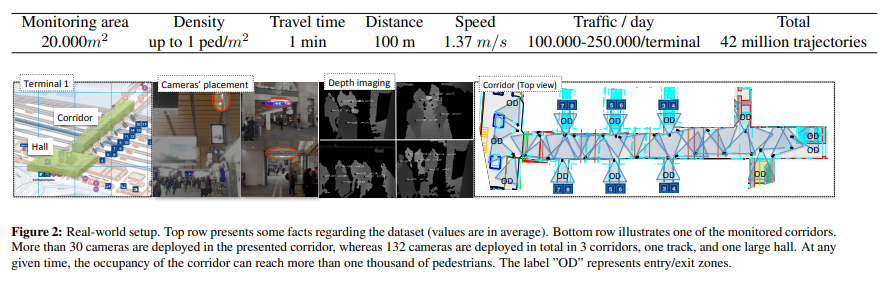 Monitoring area Density Travel time Distance Speed Traffic / day Total
20.000m² up to 1 ped/m² 1 min 100 m 1.37 m/s 100.000-250.000/terminal 42 million trajectories
Terminal 1
Corridor
Hall
Cameras' placement
Depth imaging
Corridor (Top view)
OD
7 8
5 6
3 4
OD OD OD OD
OD
OD
OD
OD OD OD OD OD
7 8
5 6
3 4
Figure 2: Real-world setup. Top row presents some facts regarding the dataset (values are in average). Bottom row illustrates one of the monitored corridors.
More than 30 cameras are deployed in the presented corridor, whereas 132 cameras are deployed in total in 3 corridors, one track, and one large hall. At any
given time, the occupancy of the corridor can reach more than one thousand of pedestrians. The label "OD" represents entry/exit zones.